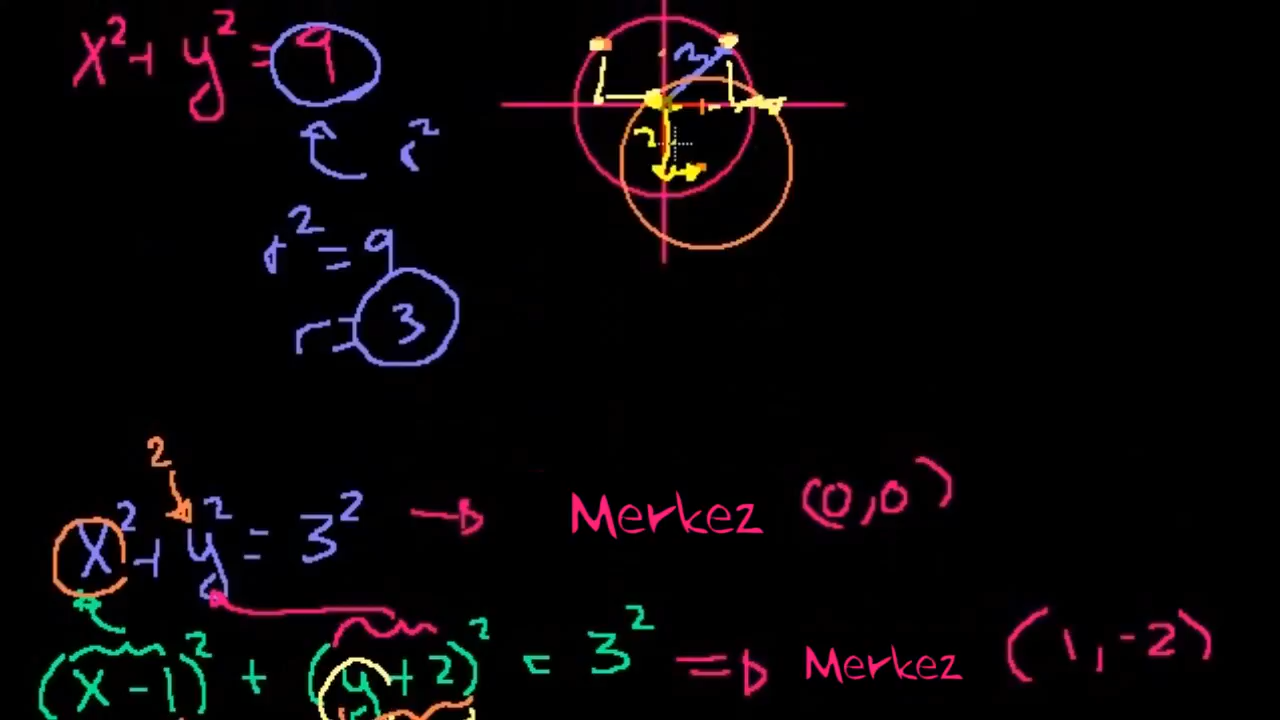 x² + y² = 9
3
r²
2
r² = 9
r = 3
2
x² + y² = 3² → Merkez (0,0)
(x - 1)² + (y + 2)² = 3² ⇒ Merkez (1, -2)